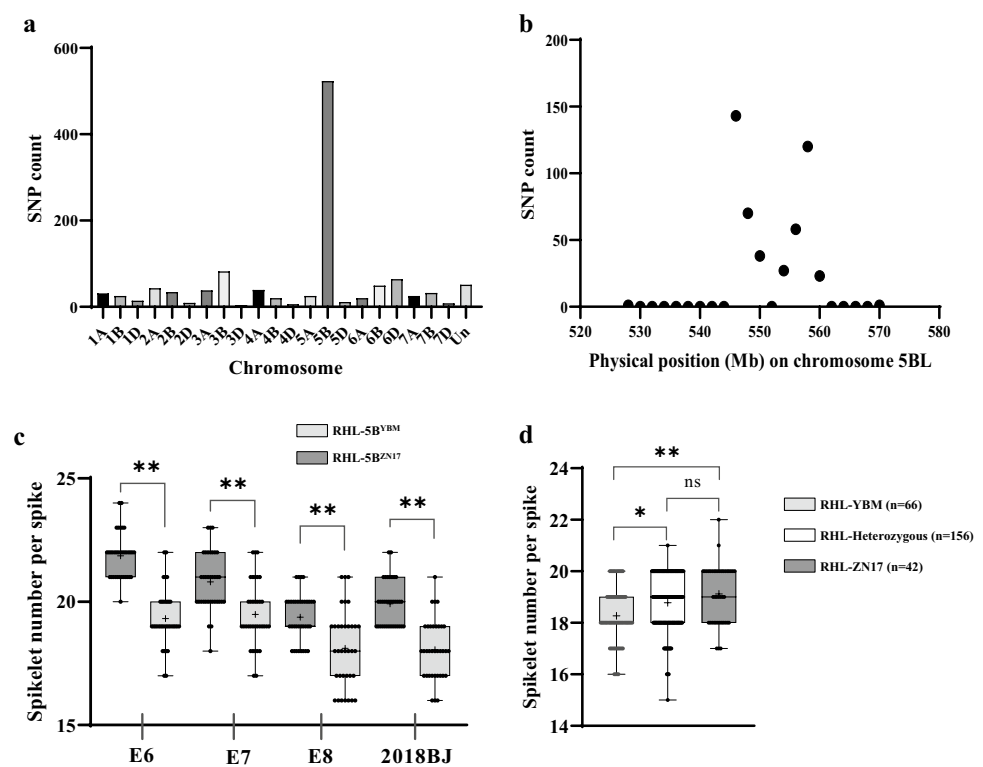 a
600
400
200
0
SNP count
1A 1B 1D 2A 2B 2D 3A 3B 3D 4A 4B 4D 5A 5B 5D 6A 6B 6D 7A 7B 7D Un
Chromosome
b
200
150
100
50
0
SNP count
520 530 540 550 560 570 580
Physical position (Mb) on chromosome 5BL
c
RHL-5BYBM
RHL-5BZN17
25
20
15
Spikelet number per spike
** ** ** **
E6 E7 E8 2018BJ
d
24
22
20
18
16
14
Spikelet number per spike
**
ns
*
RHL-YBM (n=66)
RHL-Heterozygous (n=156)
RHL-ZN17 (n=42)